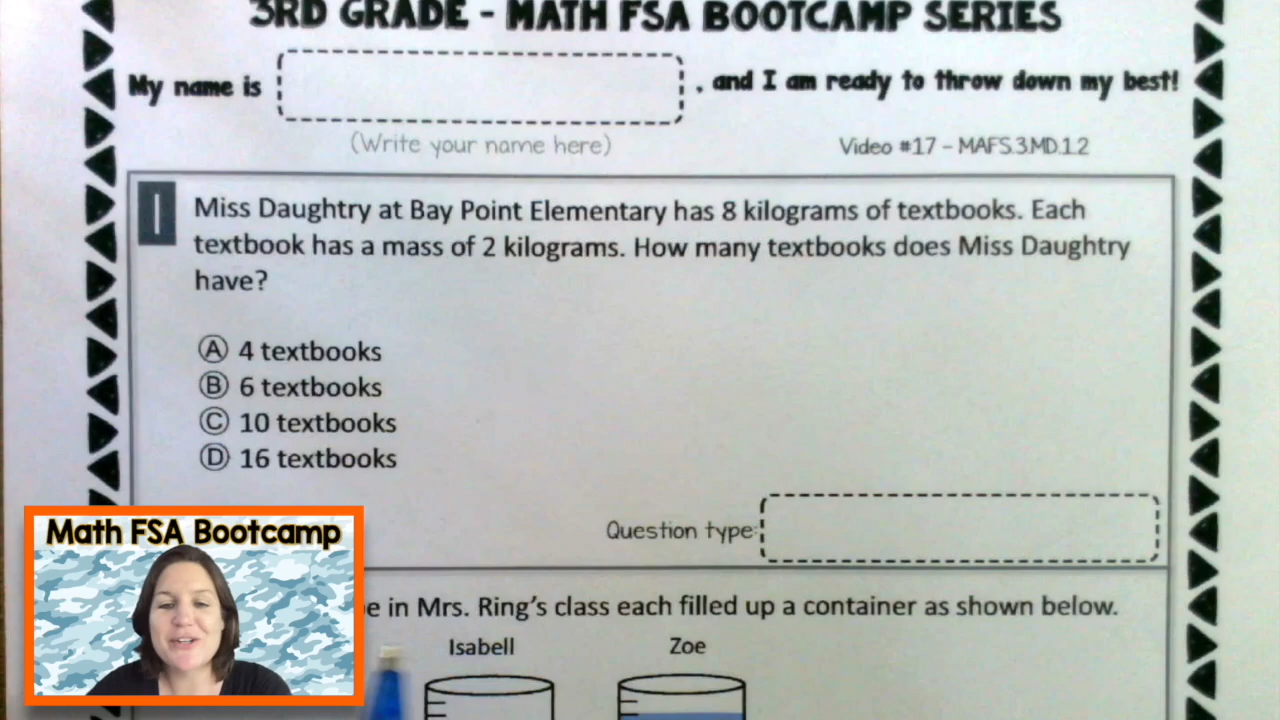 3RD GRADE - MATH FSA BOOTCAMP SERIES
My name is , and I am ready to throw down my best!
(Write your name here) Video #17 - MAFS.3.MD.1.2
1 Miss Daughtry at Bay Point Elementary has 8 kilograms of textbooks. Each
textbook has a mass of 2 kilograms. How many textbooks does Miss Daughtry
have?
Ⓐ 4 textbooks
Ⓑ 6 textbooks
Ⓒ 10 textbooks
Ⓓ 16 textbooks
Question type:
Math FSA Bootcamp
in Mrs. Ring's class each filled up a container as shown below.
Isabell Zoe